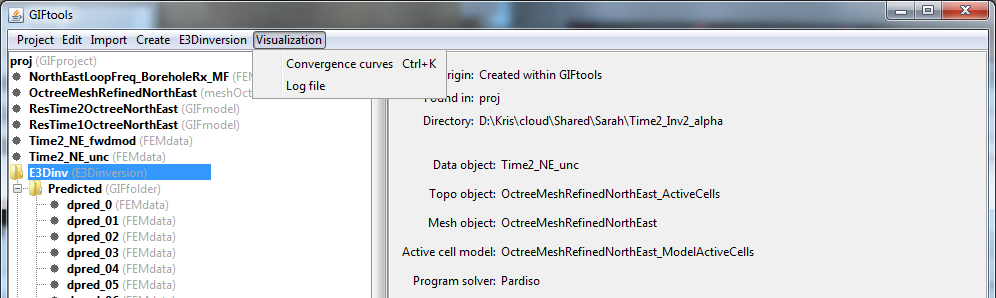 GIFtools
Project Edit Import Create E3Dinversion Visualization
Convergence curves Ctrl+K
Log file
proj (GIFproject)
NorthEastLoopFreq_BoreholeRx_MF (FEM
OctreeMeshRefinedNorthEast (meshOct
ResTime2OctreeNorthEast (GIFmodel)
ResTime1OctreeNorthEast (GIFmodel)
Time2_NE_fwdmod (FEMdata)
Time2_NE_unc (FEMdata)
E3Dinv (E3Dinversion)
Predicted (GIFfolder)
dpred_0 (FEMdata)
dpred_01 (FEMdata)
dpred_02 (FEMdata)
dpred_03 (FEMdata)
dpred_04 (FEMdata)
dpred_05 (FEMdata)
rigin: Created within GIFtools
Found in: proj
Directory: D:\Kris\cloud\Shared\Sarah\Time2_Inv2_alpha
Data object: Time2_NE_unc
Topo object: OctreeMeshRefinedNorthEast_ActiveCells
Mesh object: OctreeMeshRefinedNorthEast
Active cell model: OctreeMeshRefinedNorthEast_ModelActiveCells
Program solver: Pardiso